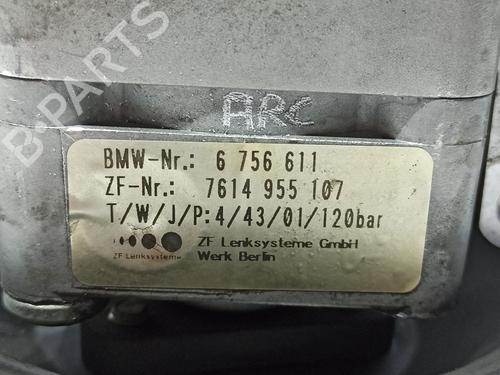 B-PARTS
ARC
BMW-Nr.: 6 756 611
ZF-Nr.: 7614 955 107
T/W/J/P:4/43/01/120bar
ZF Lenksysteme GmbH
ZF Lenksysteme Werk Berlin